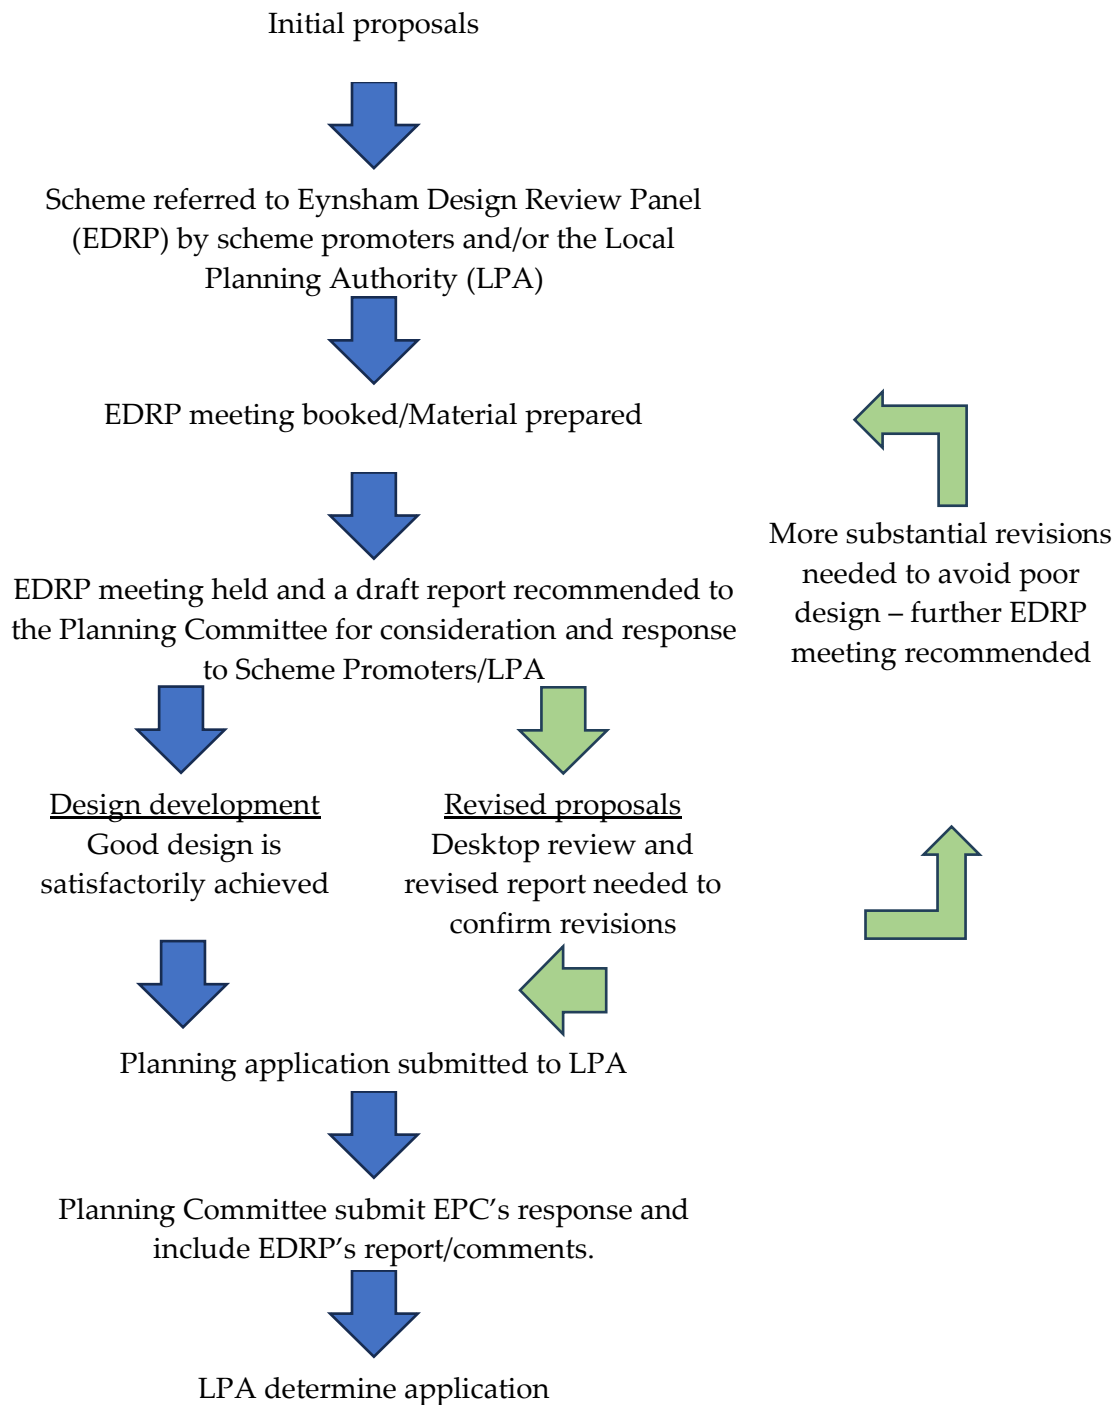 Initial proposals
Scheme referred to Eynsham Design Review Panel
(EDRP) by scheme promoters and/or the Local
Planning Authority (LPA)
EDRP meeting booked/Material prepared
EDRP meeting held and a draft report recommended to
the Planning Committee for consideration and response
to Scheme Promoters/LPA
More substantial revisions
needed to avoid poor
design – further EDRP
meeting recommended
Design development
Good design is
satisfactorily achieved
Revised proposals
Desktop review and
revised report needed to
confirm revisions
Planning application submitted to LPA
Planning Committee submit EPC’s response and
include EDRP’s report/comments.
LPA determine application